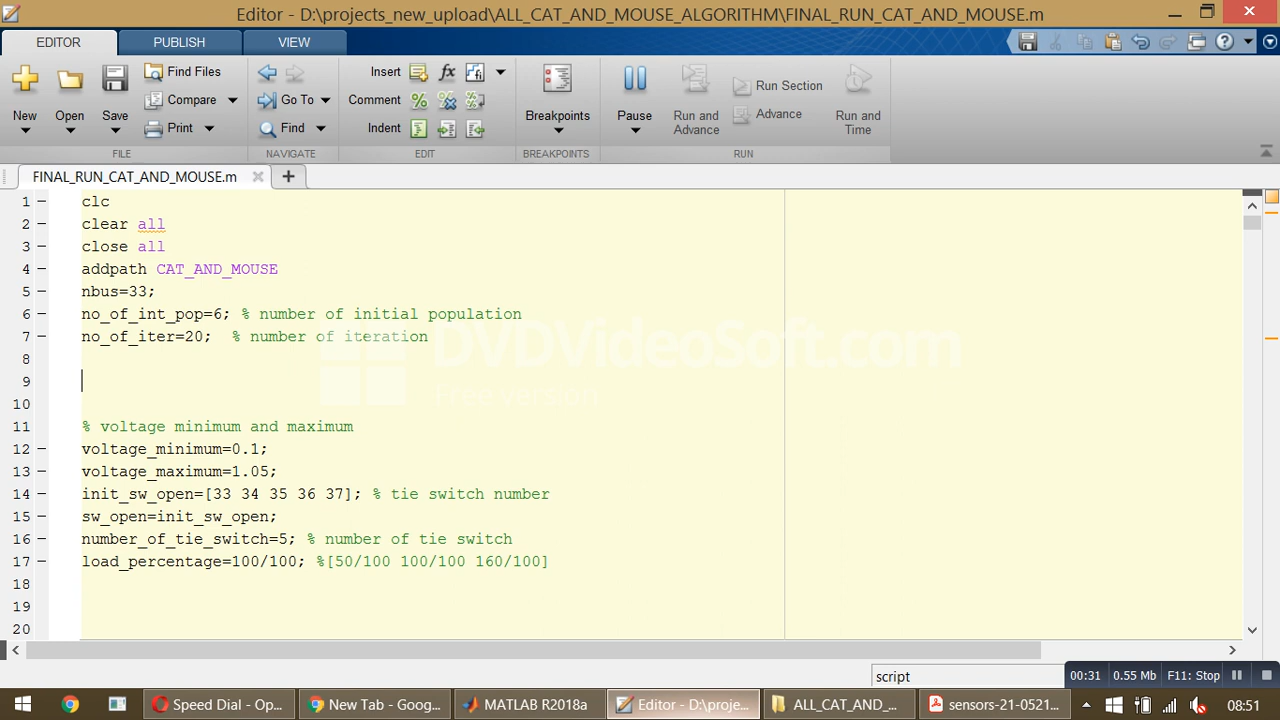 Editor - D:\projects_new_upload\ALL_CAT_AND_MOUSE_ALGORITHM\FINAL_RUN_CAT_AND_MOUSE.m
EDITOR PUBLISH VIEW
New Open Save Find Files Compare Print FILE
Go To Find NAVIGATE
Insert fx Comment Indent EDIT
Breakpoints BREAKPOINTS
Pause Run and Advance Run Section Advance Run and Time RUN
FINAL_RUN_CAT_AND_MOUSE.m
1 clc
2 clear all
3 close all
4 addpath CAT_AND_MOUSE
5 nbus=33;
6 no_of_int_pop=6; % number of initial population
7 no_of_iter=20; % number of iteration
8
9
10
11 % voltage minimum and maximum
12 voltage_minimum=0.1;
13 voltage_maximum=1.05;
14 init_sw_open=[33 34 35 36 37]; % tie switch number
15 sw_open=init_sw_open;
16 number_of_tie_switch=5; % number of tie switch
17 load_percentage=100/100; %[50/100 100/100 160/100]
18
19
20
DVDVideoSoft.com
Free version
script
00:31 0.55 Mb F11: Stop
Speed Dial - Op... New Tab - Goog... MATLAB R2018a Editor - D:\proje... ALL_CAT_AND_... sensors-21-0521... 08:51